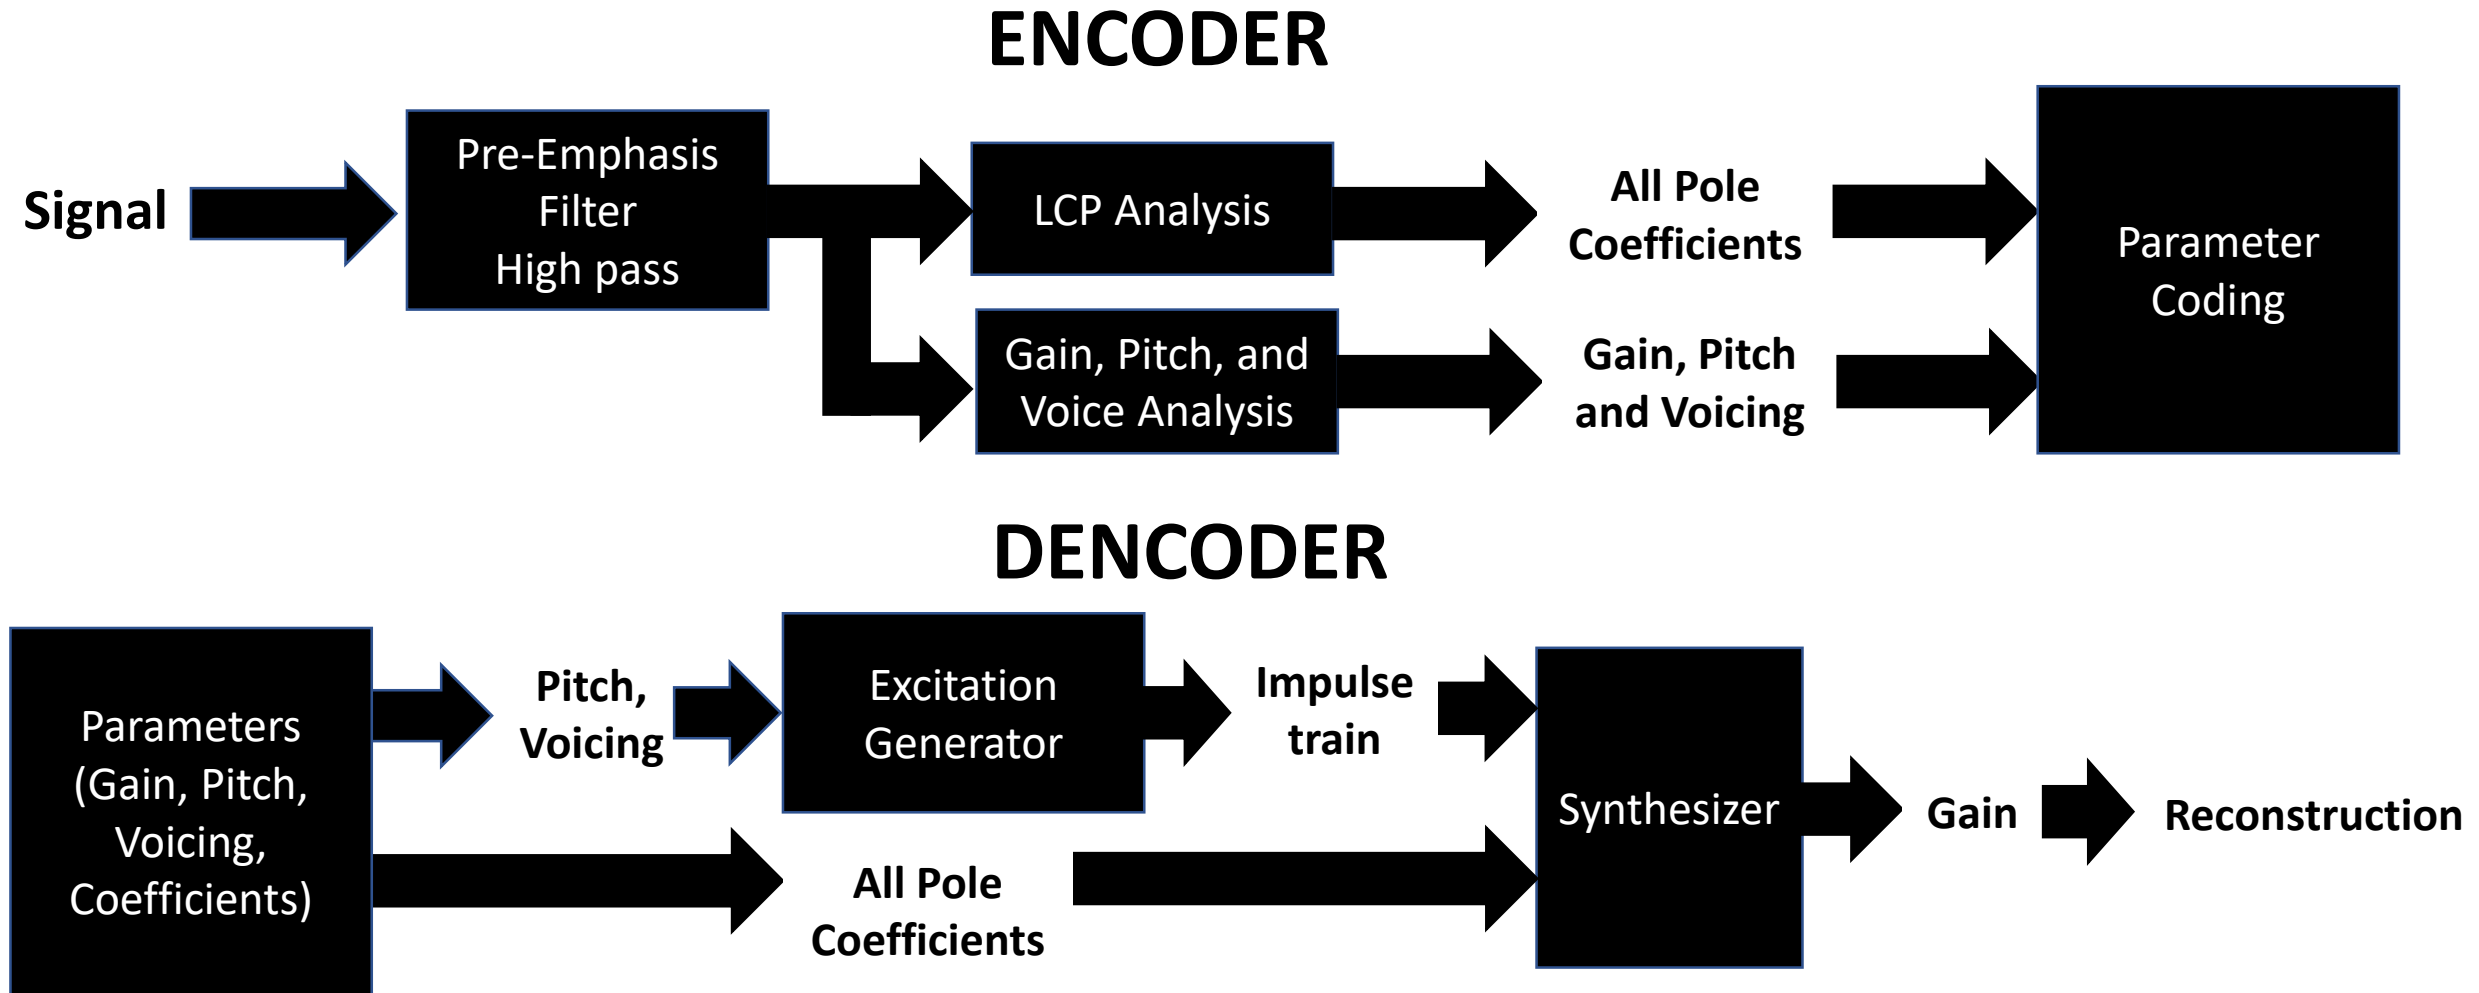 ENCODER
Signal
Pre-Emphasis
Filter
High pass
LCP Analysis
All Pole
Coefficients
Gain, Pitch, and
Voice Analysis
Gain, Pitch
and Voicing
Parameter
Coding
DENCODER
Parameters
(Gain, Pitch,
Voicing,
Coefficients)
Pitch,
Voicing
Excitation
Generator
Impulse
train
All Pole
Coefficients
Synthesizer
Gain
Reconstruction